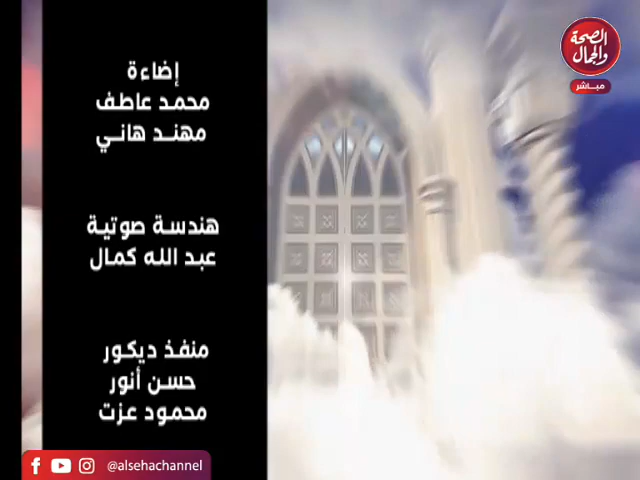 الصحة
والجمال
مباشر
إضاءة
محمد عاطف
مهند هاني
هندسة صوتية
عبد الله كمال
منفذ ديكور
حسن أنور
محمود عزت
@alsehachannel